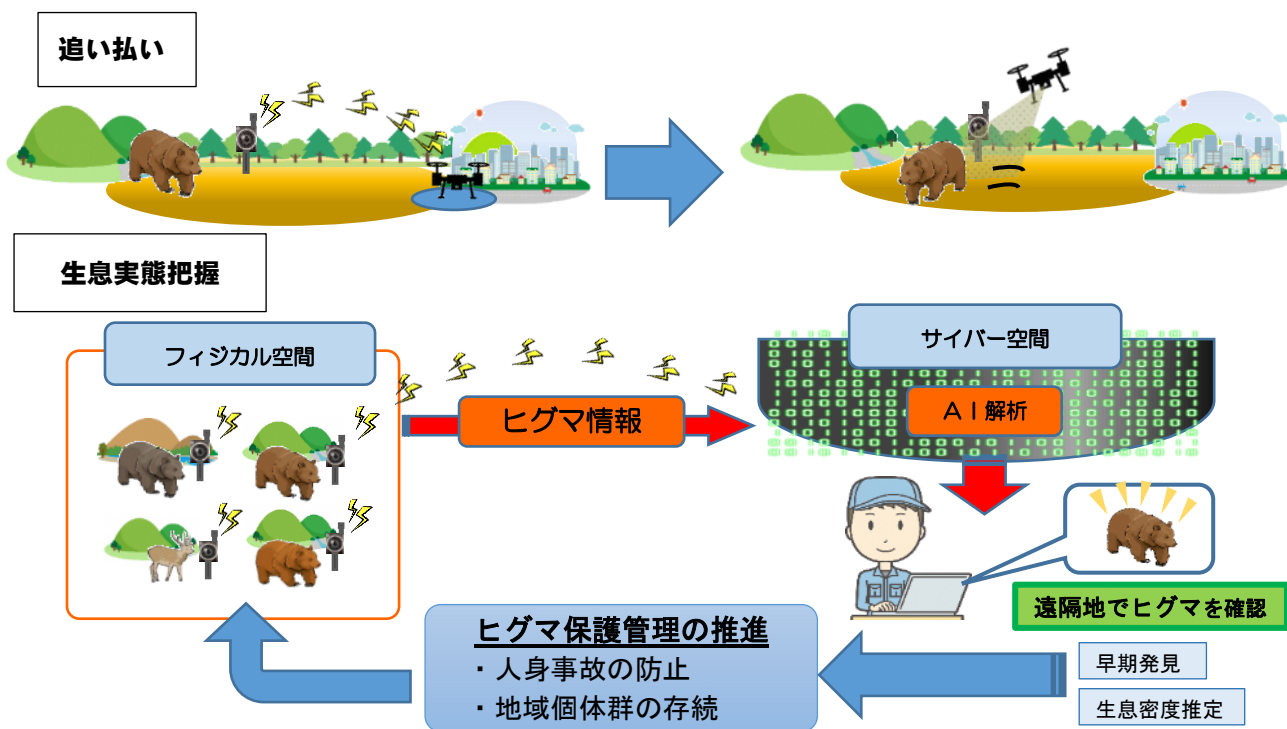 追い払い
生息実態把握
フィジカル空間
サイバー空間
ヒグマ情報
AI解析
遠隔地でヒグマを確認
ヒグマ保護管理の推進
・人身事故の防止
・地域個体群の存続
早期発見
生息密度推定